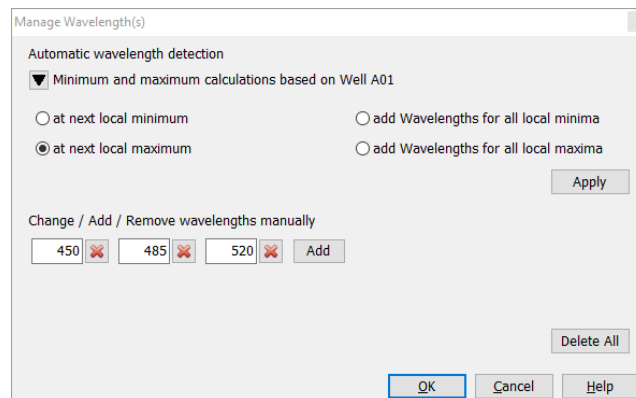 Manage Wavelength(s)
Automatic wavelength detection
Minimum and maximum calculations based on Well A01
at next local minimum
add Wavelengths for all local minima
at next local maximum
add Wavelengths for all local maxima
Apply
Change / Add / Remove wavelengths manually
450 485 520 Add
Delete All
OK Cancel Help